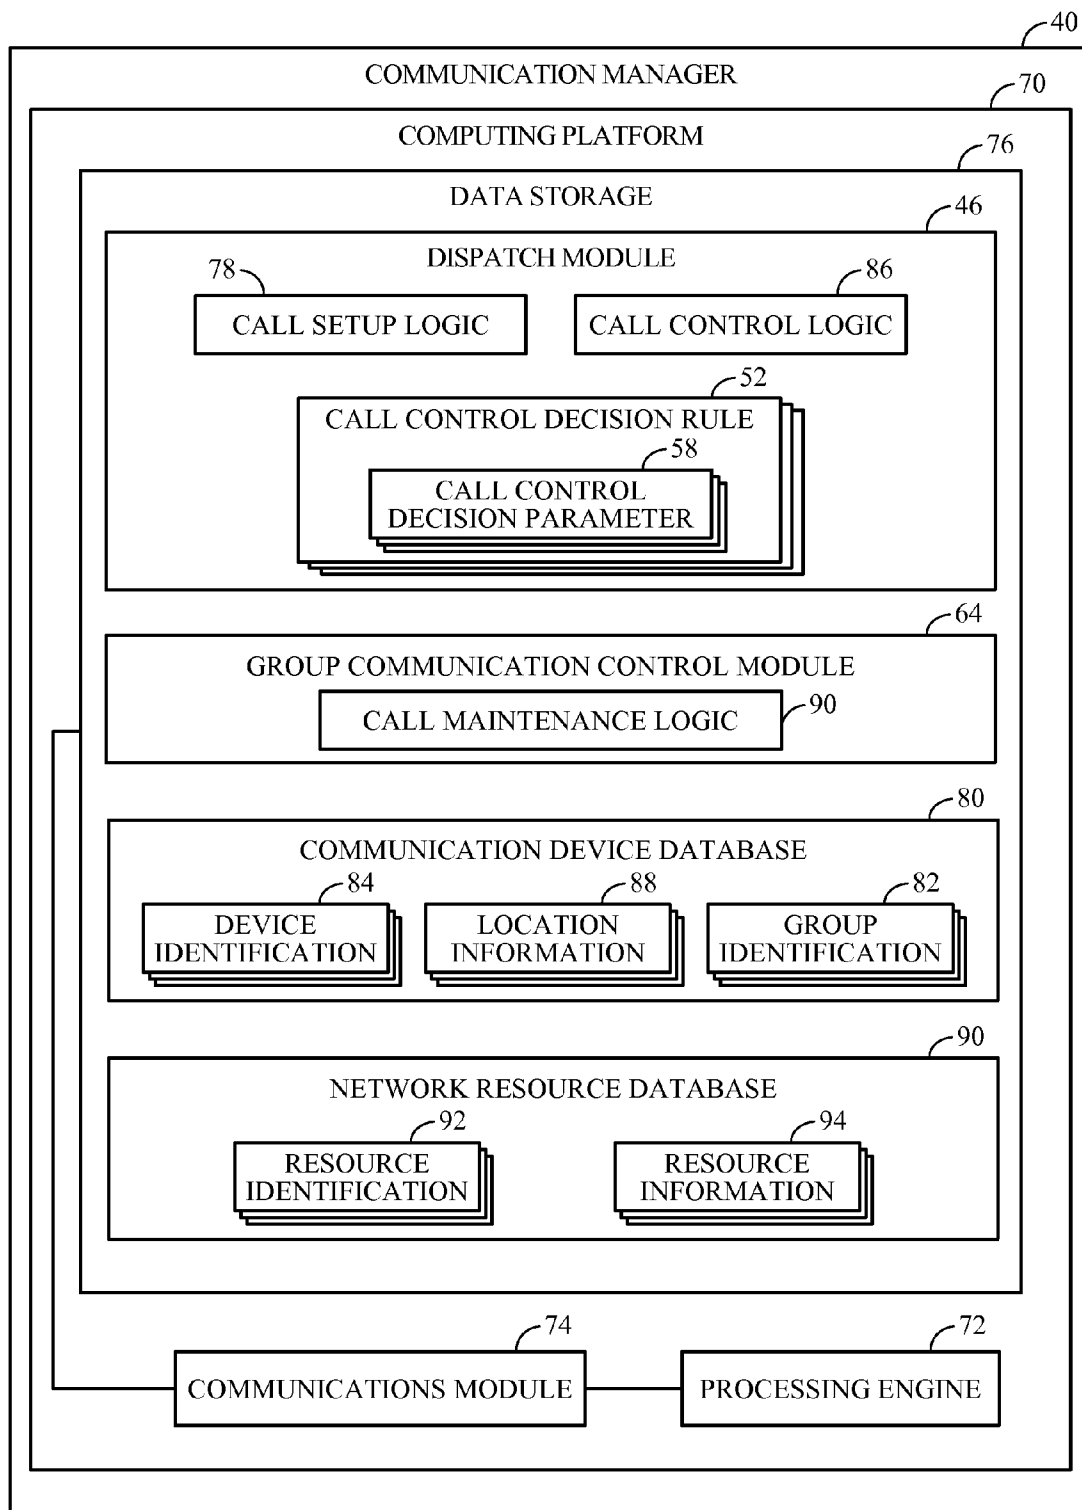 40
COMMUNICATION MANAGER
70
COMPUTING PLATFORM
76
DATA STORAGE
46
DISPATCH MODULE
78
86
CALL SETUP LOGIC
CALL CONTROL LOGIC
52
CALL CONTROL DECISION RULE
58
CALL CONTROL
DECISION PARAMETER
64
GROUP COMMUNICATION CONTROL MODULE
CALL MAINTENANCE LOGIC
90
80
COMMUNICATION DEVICE DATABASE
84
88
82
DEVICE
IDENTIFICATION
LOCATION
INFORMATION
GROUP
IDENTIFICATION
90
NETWORK RESOURCE DATABASE
92
94
RESOURCE
IDENTIFICATION
RESOURCE
INFORMATION
74
72
COMMUNICATIONS MODULE
PROCESSING ENGINE